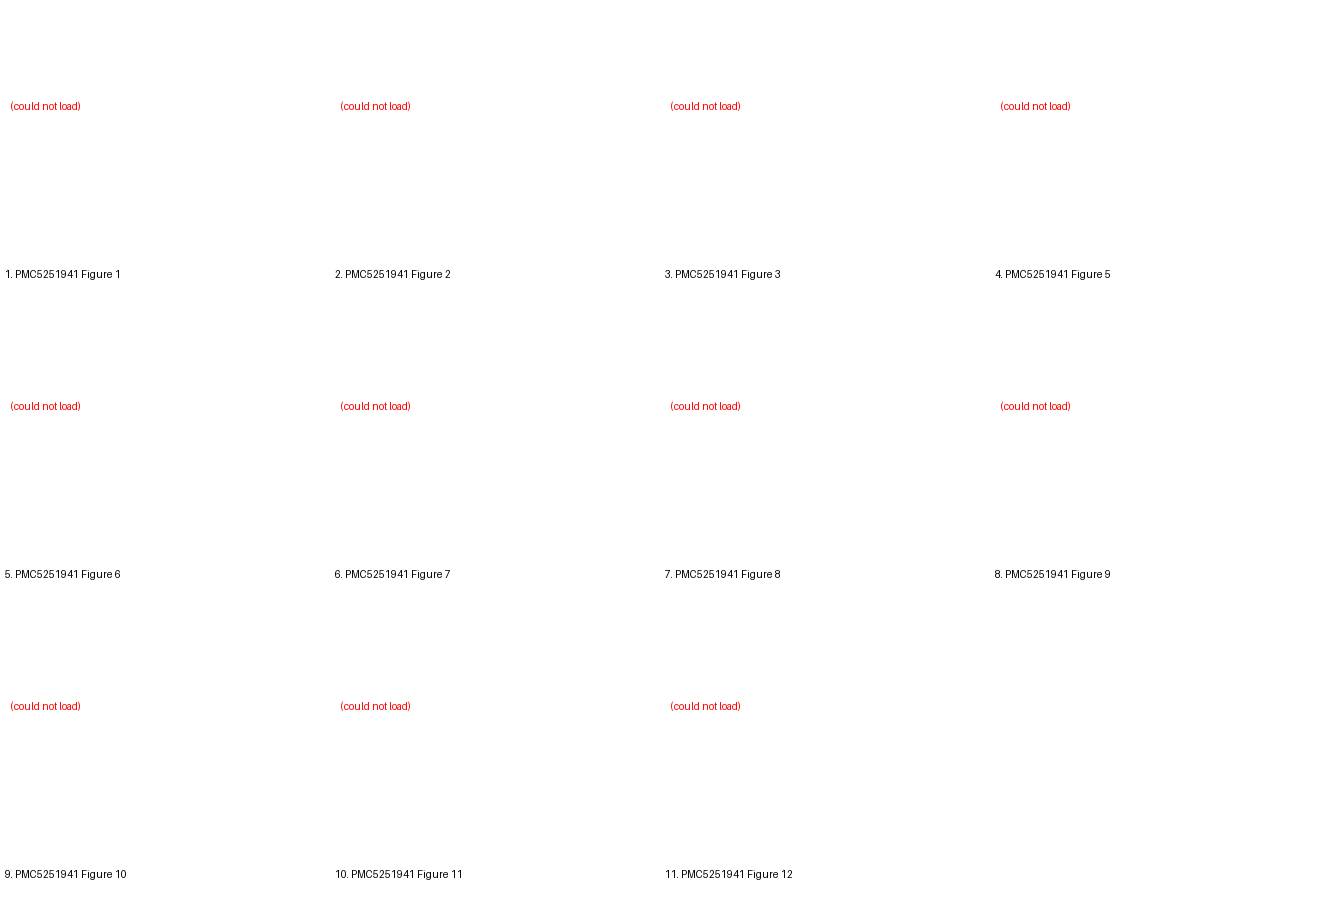 (could not load) (could not load) (could not load) (could not load)
1. PMC5251941 Figure 1 2. PMC5251941 Figure 2 3. PMC5251941 Figure 3 4. PMC5251941 Figure 5
(could not load) (could not load) (could not load) (could not load)
5. PMC5251941 Figure 6 6. PMC5251941 Figure 7 7. PMC5251941 Figure 8 8. PMC5251941 Figure 9
(could not load) (could not load) (could not load)
9. PMC5251941 Figure 10 10. PMC5251941 Figure 11 11. PMC5251941 Figure 12